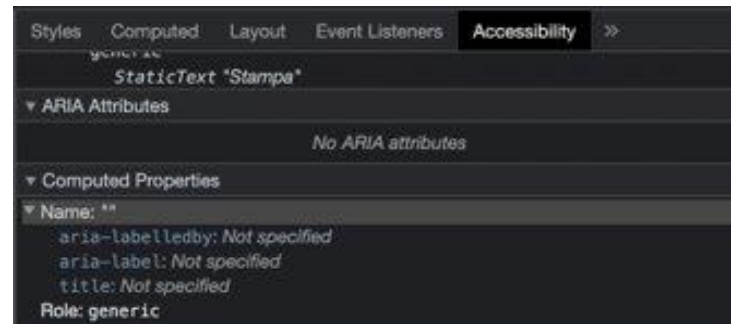 Styles Computed Layout Event Listeners Accessibility »
generic
StaticText "Stampa"
▾ ARIA Attributes
No ARIA attributes
▾ Computed Properties
▾ Name: ""
aria-labelledby: Not specified
aria-label: Not specified
title: Not specified
Role: generic